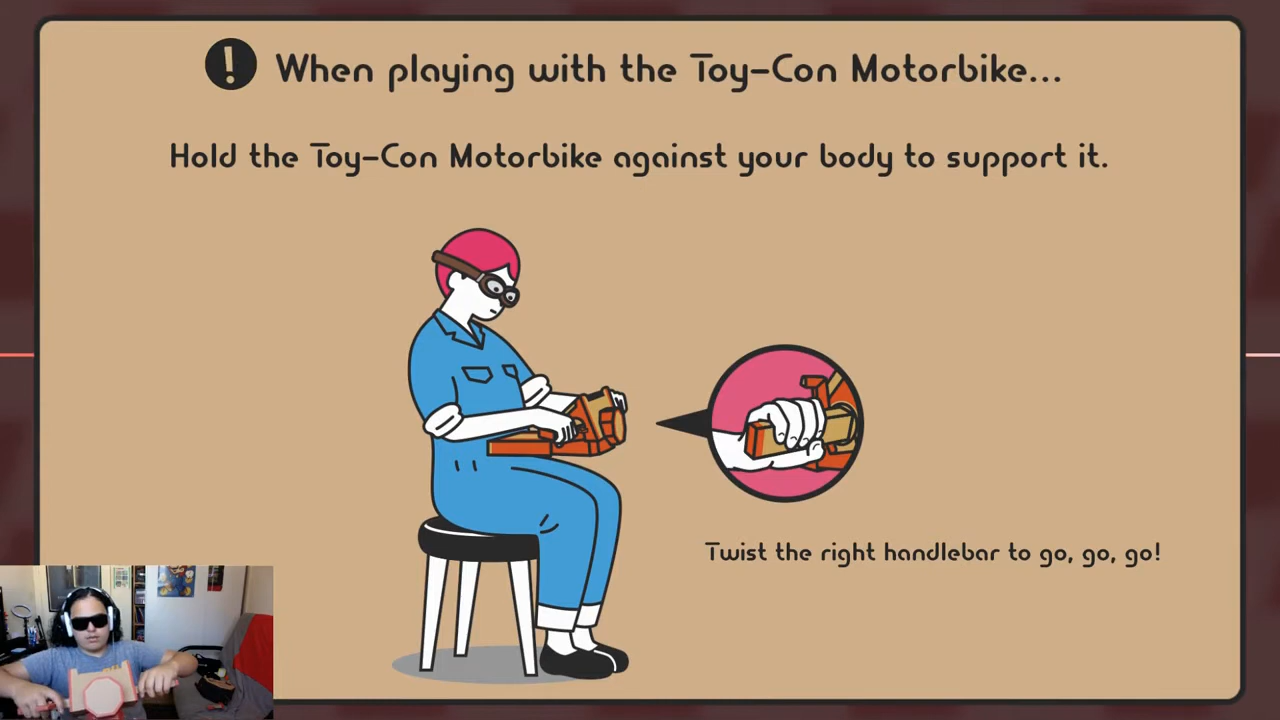 ! When playing with the Toy-Con Motorbike...
Hold the Toy-Con Motorbike against your body to support it.
Twist the right handlebar to go, go, go!